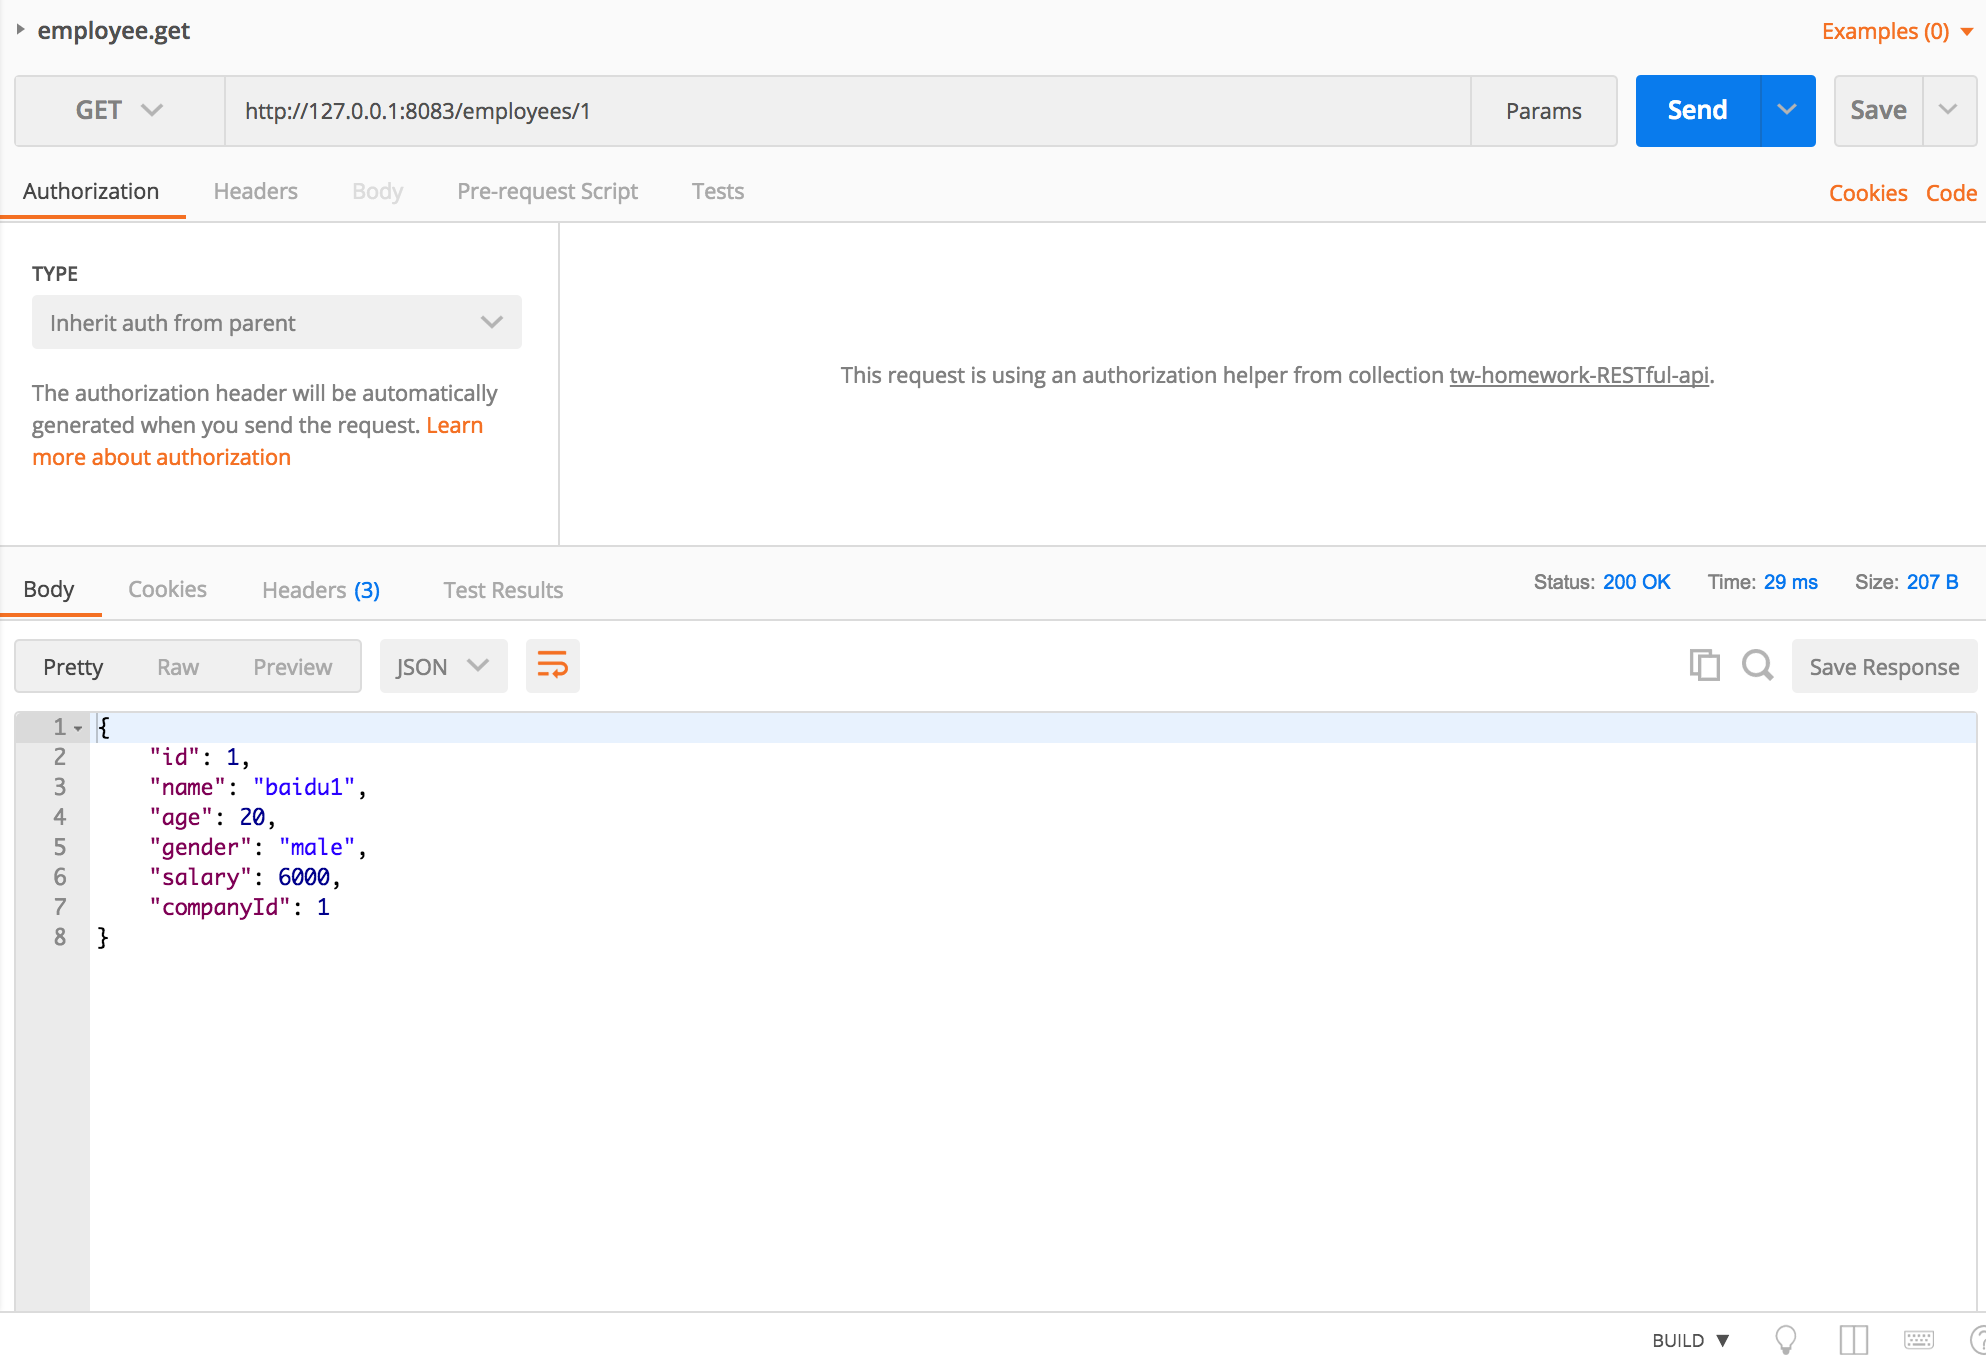 employee.get
Examples (0)
GET
http://127.0.0.1:8083/employees/1
Params
Send
Save
Authorization
Headers
Body
Pre-request Script
Tests
Cookies
Code
TYPE
Inherit auth from parent
The authorization header will be automatically
generated when you send the request. Learn
more about authorization
This request is using an authorization helper from collection tw-homework-RESTful-api.
Body
Cookies
Headers (3)
Test Results
Status: 200 OK
Time: 29 ms
Size: 207 B
Pretty
Raw
Preview
JSON
Save Response
1 {
2 "id": 1,
3 "name": "baidu1",
4 "age": 20,
5 "gender": "male",
6 "salary": 6000,
7 "companyId": 1
8 }
BUILD